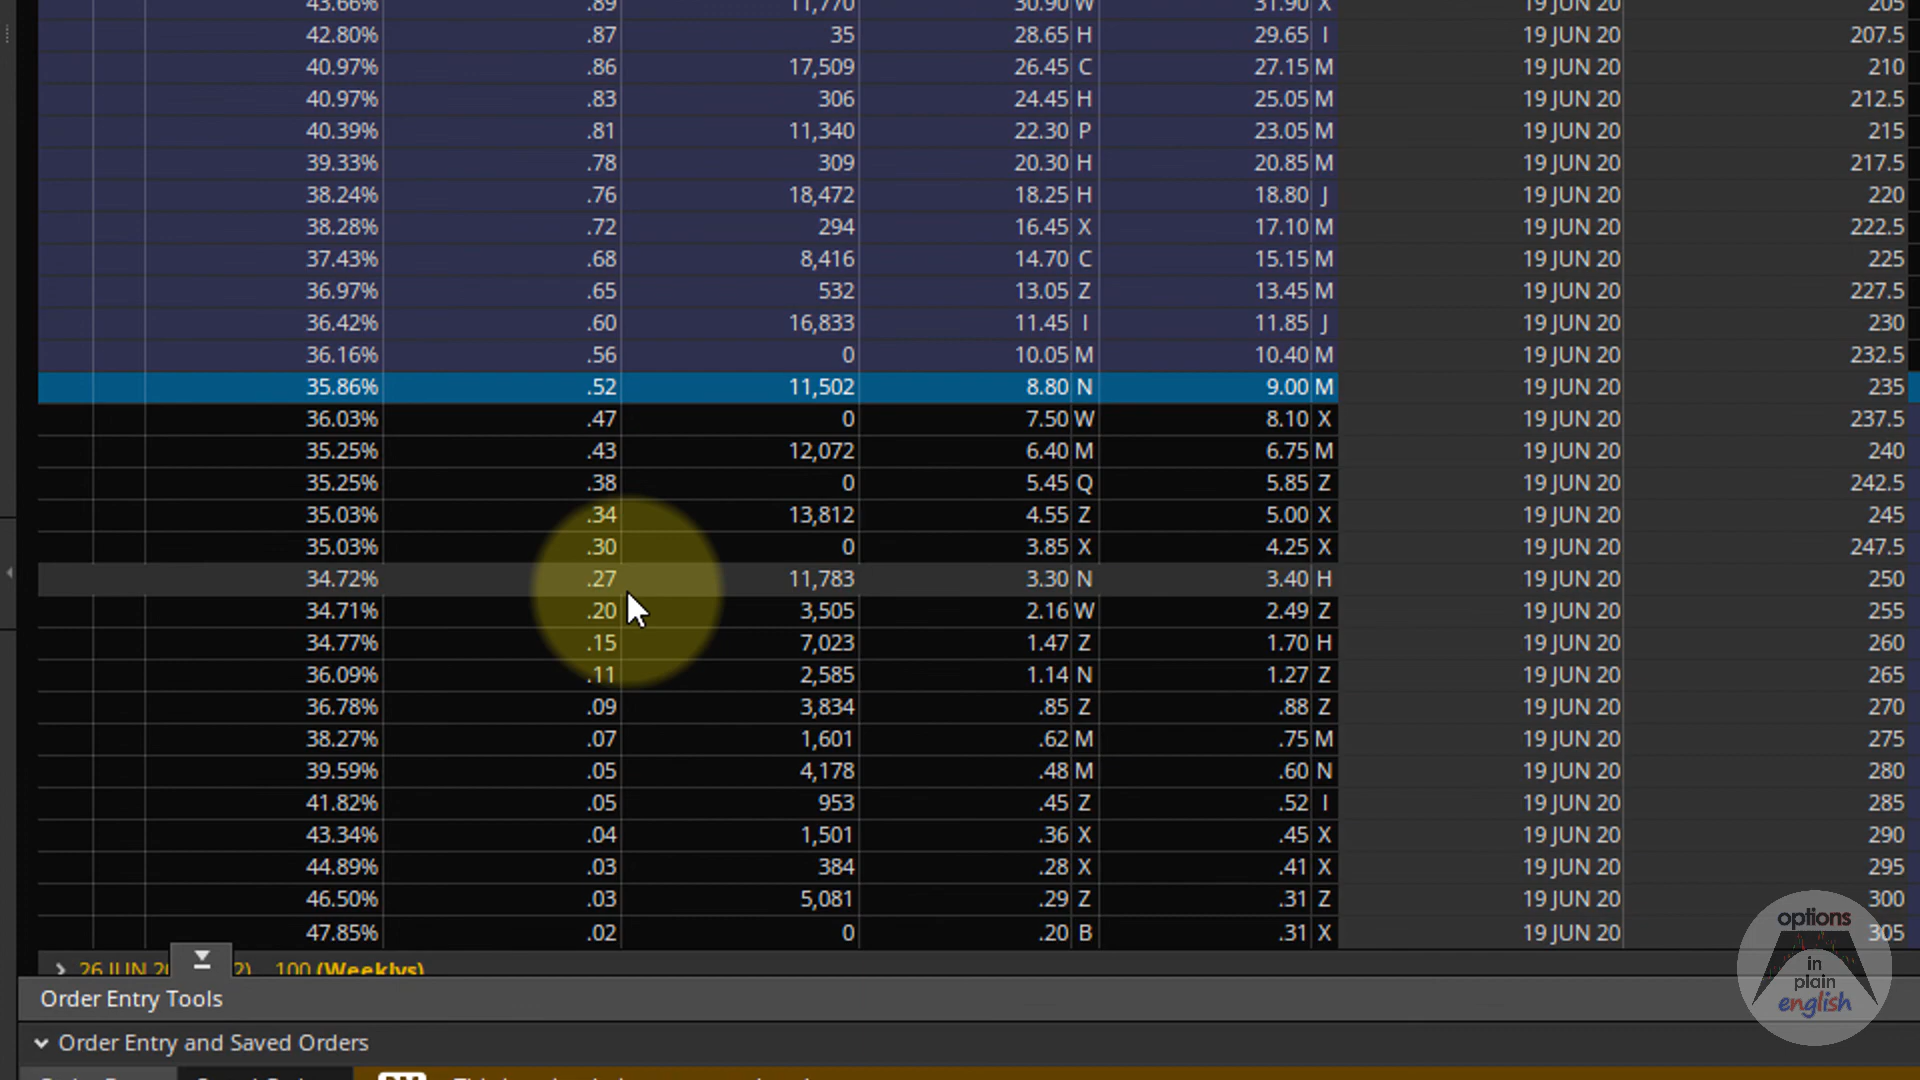 43.66% .89 11,770 30.90 W 31.90 X 19 JUN 20 205
42.80% .87 35 28.65 H 29.65 I 19 JUN 20 207.5
40.97% .86 17,509 26.45 C 27.15 M 19 JUN 20 210
40.97% .83 306 24.45 H 25.05 M 19 JUN 20 212.5
40.39% .81 11,340 22.30 P 23.05 M 19 JUN 20 215
39.33% .78 309 20.30 H 20.85 M 19 JUN 20 217.5
38.24% .76 18,472 18.25 H 18.80 J 19 JUN 20 220
38.28% .72 294 16.45 X 17.10 M 19 JUN 20 222.5
37.43% .68 8,416 14.70 C 15.15 M 19 JUN 20 225
36.97% .65 532 13.05 Z 13.45 M 19 JUN 20 227.5
36.42% .60 16,833 11.45 I 11.85 J 19 JUN 20 230
36.16% .56 0 10.05 M 10.40 M 19 JUN 20 232.5
35.86% .52 11,502 8.80 N 9.00 M 19 JUN 20 235
36.03% .47 0 7.50 W 8.10 X 19 JUN 20 237.5
35.25% .43 12,072 6.40 M 6.75 M 19 JUN 20 240
35.25% .38 0 5.45 Q 5.85 Z 19 JUN 20 242.5
35.03% .34 13,812 4.55 Z 5.00 X 19 JUN 20 245
35.03% .30 0 3.85 X 4.25 X 19 JUN 20 247.5
34.72% .27 11,783 3.30 N 3.40 H 19 JUN 20 250
34.71% .20 3,505 2.16 W 2.49 Z 19 JUN 20 255
34.77% .15 7,023 1.47 Z 1.70 H 19 JUN 20 260
36.09% .11 2,585 1.14 N 1.27 Z 19 JUN 20 265
36.78% .09 3,834 .85 Z .88 Z 19 JUN 20 270
38.27% .07 1,601 .62 M .75 M 19 JUN 20 275
39.59% .05 4,178 .48 M .60 N 19 JUN 20 280
41.82% .05 953 .45 Z .52 I 19 JUN 20 285
43.34% .04 1,501 .36 X .45 X 19 JUN 20 290
44.89% .03 384 .28 X .41 X 19 JUN 20 295
46.50% .03 5,081 .29 Z .31 Z 19 JUN 20 300
47.85% .02 0 .20 B .31 X 19 JUN 20 305
26 JUN 2 2) 100 (Weeklys)
Order Entry Tools
Order Entry and Saved Orders
options
in
plain
english